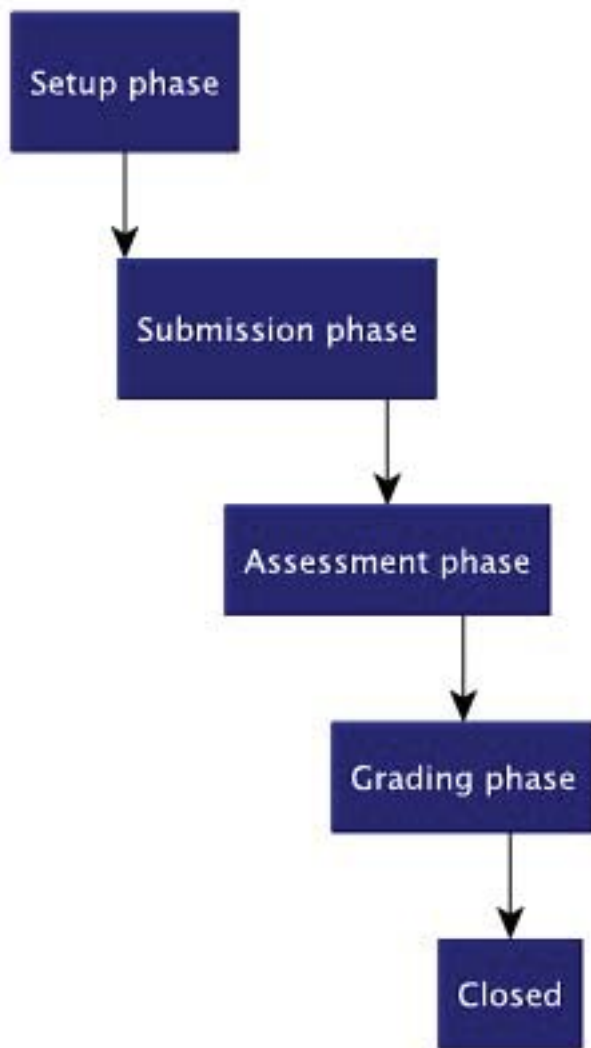 Setup phase
Submission phase
Assessment phase
Grading phase
Closed